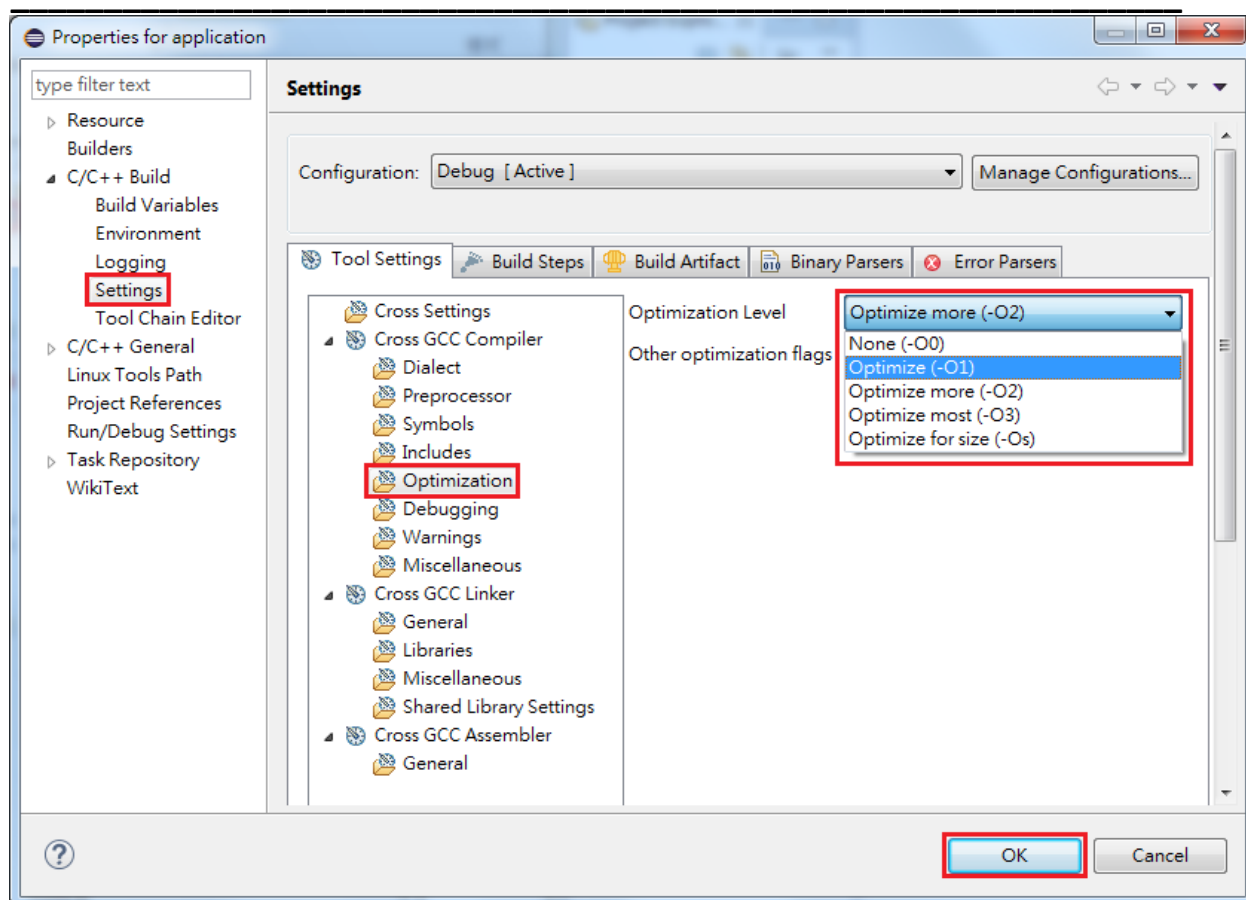 Properties for application
type filter text
Resource
Builders
C/C++ Build
Build Variables
Environment
Logging
Settings
Tool Chain Editor
C/C++ General
Linux Tools Path
Project References
Run/Debug Settings
Task Repository
WikiText
Settings
Configuration: Debug [ Active ] Manage Configurations...
Tool Settings Build Steps Build Artifact Binary Parsers Error Parsers
Cross Settings
Cross GCC Compiler
Dialect
Preprocessor
Symbols
Includes
Optimization
Debugging
Warnings
Miscellaneous
Cross GCC Linker
General
Libraries
Miscellaneous
Shared Library Settings
Cross GCC Assembler
General
Optimization Level Optimize more (-O2)
Other optimization flags
None (-O0)
Optimize (-O1)
Optimize more (-O2)
Optimize most (-O3)
Optimize for size (-Os)
OK Cancel